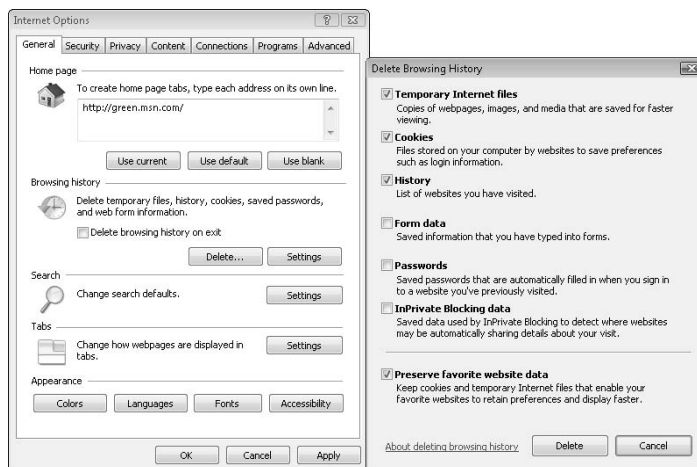 Internet Options
General Security Privacy Content Connections Programs Advanced
Home page
To create home page tabs, type each address on its own line.
http://green.msn.com/
Use current Use default Use blank
Browsing history
Delete temporary files, history, cookies, saved passwords,
and web form information.
Delete browsing history on exit
Delete... Settings
Search
Change search defaults. Settings
Tabs
Change how webpages are displayed in
tabs.
Settings
Appearance
Colors Languages Fonts Accessibility
OK Cancel Apply
Delete Browsing History
Temporary Internet files
Copies of webpages, images, and media that are saved for faster
viewing.
Cookies
Files stored on your computer by websites to save preferences
such as login information.
History
List of websites you have visited.
Form data
Saved information that you have typed into forms.
Passwords
Saved passwords that are automatically filled in when you sign in
to a website you've previously visited.
InPrivate Blocking data
Saved data used by InPrivate Blocking to detect where websites
may be automatically sharing details about your visit.
Preserve favorite website data
Keep cookies and temporary Internet files that enable your
favorite websites to retain preferences and display faster.
About deleting browsing history Delete Cancel